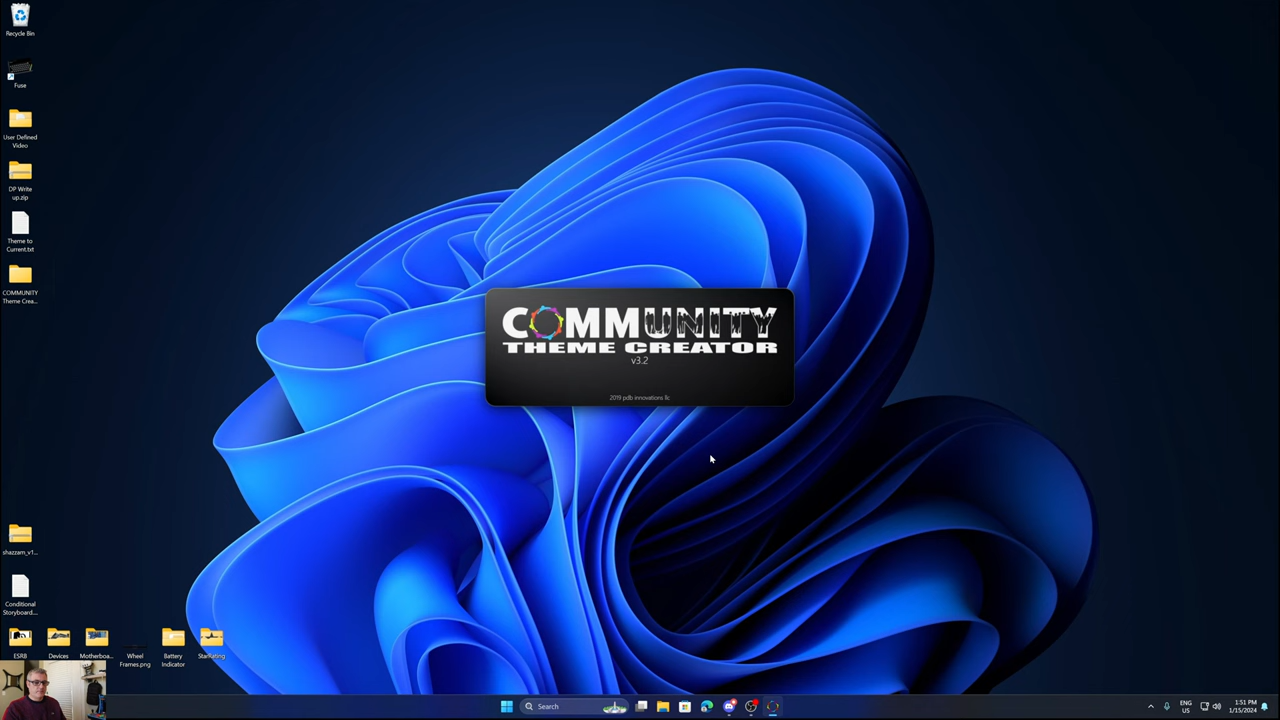 Recycle Bin
Fuse
User Defined
Video
DP Write
up.zip
Theme to
Current.txt
COMMUNITY
Theme Crea...
COMMUNITY
THEME CREATOR
v3.2
2019 pdb innovations llc
shazzam_v1...
Conditional
Storyboard....
ESRB
Devices
Motherboa...
Wheel
Frames.png
Battery
Indicator
StarRating
Search
ENG
US
1:51 PM
1/15/2024